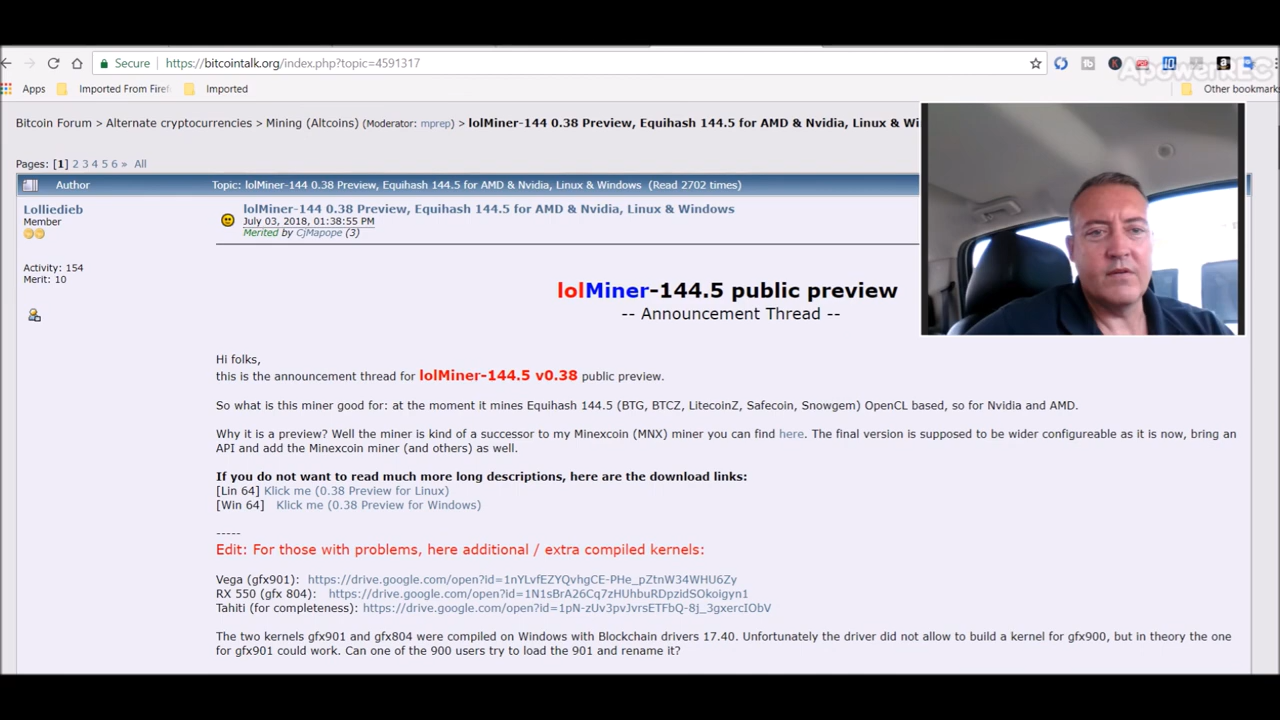 ApowerREC
Secure https://bitcointalk.org/index.php?topic=4591317
Apps Imported From Firef Imported Other bookmarks
Bitcoin Forum > Alternate cryptocurrencies > Mining (Altcoins) (Moderator: mprep) > lolMiner-144 0.38 Preview, Equihash 144.5 for AMD & Nvidia, Linux & Wi
Pages: [1] 2 3 4 5 6 » All
Author Topic: lolMiner-144 0.38 Preview, Equihash 144.5 for AMD & Nvidia, Linux & Windows (Read 2702 times)
Lolliedieb
Member
Activity: 154
Merit: 10
lolMiner-144 0.38 Preview, Equihash 144.5 for AMD & Nvidia, Linux & Windows
July 03, 2018, 01:38:55 PM
Merited by CjMapope (3)
lolMiner-144.5 public preview
-- Announcement Thread --
Hi folks,
this is the announcement thread for lolMiner-144.5 v0.38 public preview.
So what is this miner good for: at the moment it mines Equihash 144.5 (BTG, BTCZ, LitecoinZ, Safecoin, Snowgem) OpenCL based, so for Nvidia and AMD.
Why it is a preview? Well the miner is kind of a successor to my Minexcoin (MNX) miner you can find here. The final version is supposed to be wider configureable as it is now, bring an
API and add the Minexcoin miner (and others) as well.
If you do not want to read much more long descriptions, here are the download links:
[Lin 64] Klick me (0.38 Preview for Linux)
[Win 64] Klick me (0.38 Preview for Windows)
-----
Edit: For those with problems, here additional / extra compiled kernels:
Vega (gfx901): https://drive.google.com/open?id=1nYLvfEZYQvhgCE-PHe_pZtnW34WHU6Zy
RX 550 (gfx 804): https://drive.google.com/open?id=1N1sBrA26Cq7zHUhbuRDpzidSOkoigyn1
Tahiti (for completeness): https://drive.google.com/open?id=1pN-zUv3pvJvrsETFbQ-8j_3gxercIObV
The two kernels gfx901 and gfx804 were compiled on Windows with Blockchain drivers 17.40. Unfortunately the driver did not allow to build a kernel for gfx900, but in theory the one
for gfx901 could work. Can one of the 900 users try to load the 901 and rename it?